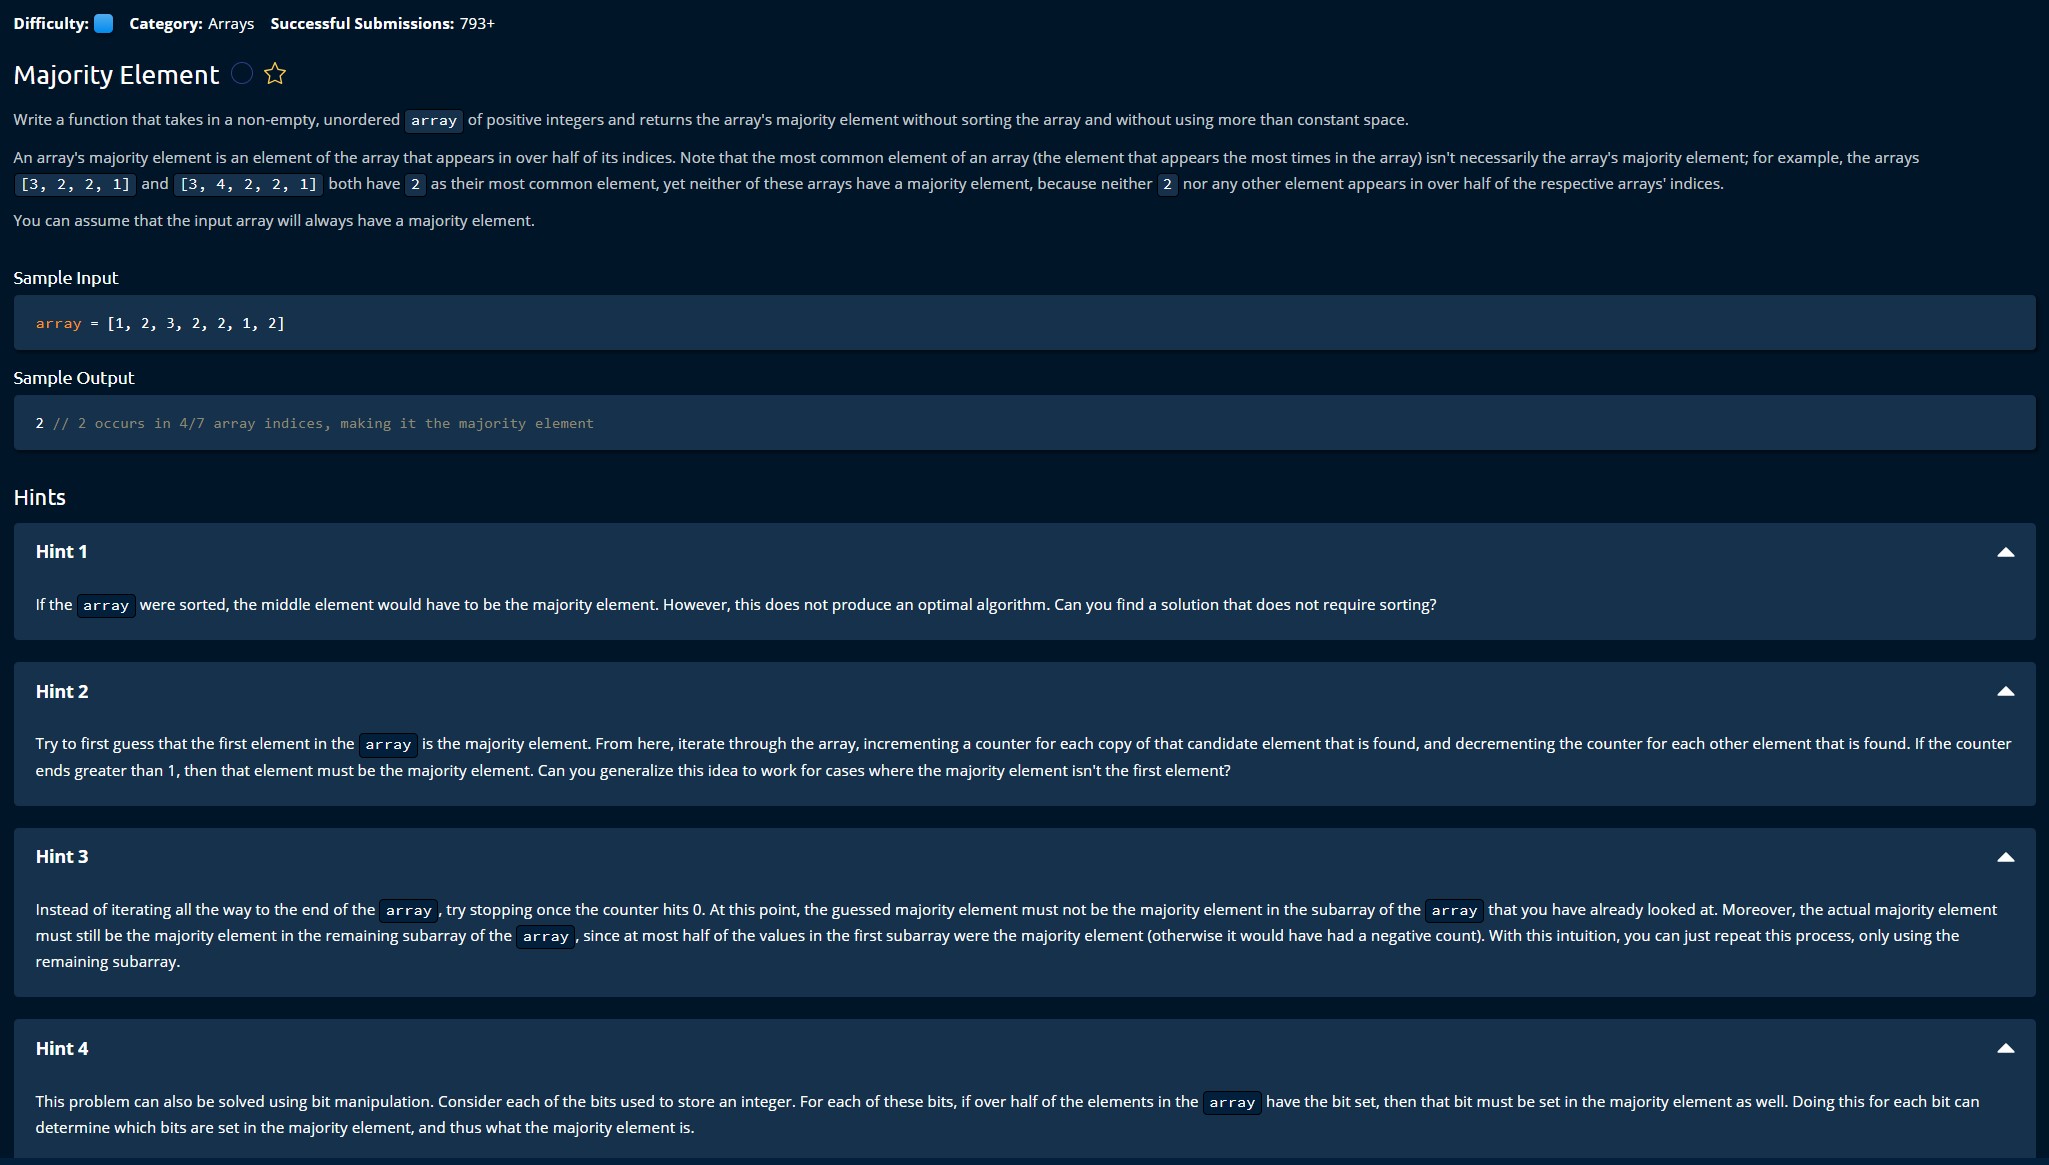 Difficulty: Category: Arrays Successful Submissions: 793+
Majority Element
Write a function that takes in a non-empty, unordered array of positive integers and returns the array's majority element without sorting the array and without using more than constant space.
An array's majority element is an element of the array that appears in over half of its indices. Note that the most common element of an array (the element that appears the most times in the array) isn't necessarily the array's majority element; for example, the arrays
[3, 2, 2, 1] and [3, 4, 2, 2, 1] both have 2 as their most common element, yet neither of these arrays have a majority element, because neither 2 nor any other element appears in over half of the respective arrays' indices.
You can assume that the input array will always have a majority element.
Sample Input
array = [1, 2, 3, 2, 2, 1, 2]
Sample Output
2 // 2 occurs in 4/7 array indices, making it the majority element
Hints
Hint 1
If the array were sorted, the middle element would have to be the majority element. However, this does not produce an optimal algorithm. Can you find a solution that does not require sorting?
Hint 2
Try to first guess that the first element in the array is the majority element. From here, iterate through the array, incrementing a counter for each copy of that candidate element that is found, and decrementing the counter for each other element that is found. If the counter
ends greater than 1, then that element must be the majority element. Can you generalize this idea to work for cases where the majority element isn't the first element?
Hint 3
Instead of iterating all the way to the end of the array, try stopping once the counter hits 0. At this point, the guessed majority element must not be the majority element in the subarray of the array that you have already looked at. Moreover, the actual majority element
must still be the majority element in the remaining subarray of the array, since at most half of the values in the first subarray were the majority element (otherwise it would have had a negative count). With this intuition, you can just repeat this process, only using the
remaining subarray.
Hint 4
This problem can also be solved using bit manipulation. Consider each of the bits used to store an integer. For each of these bits, if over half of the elements in the array have the bit set, then that bit must be set in the majority element as well. Doing this for each bit can
determine which bits are set in the majority element, and thus what the majority element is.